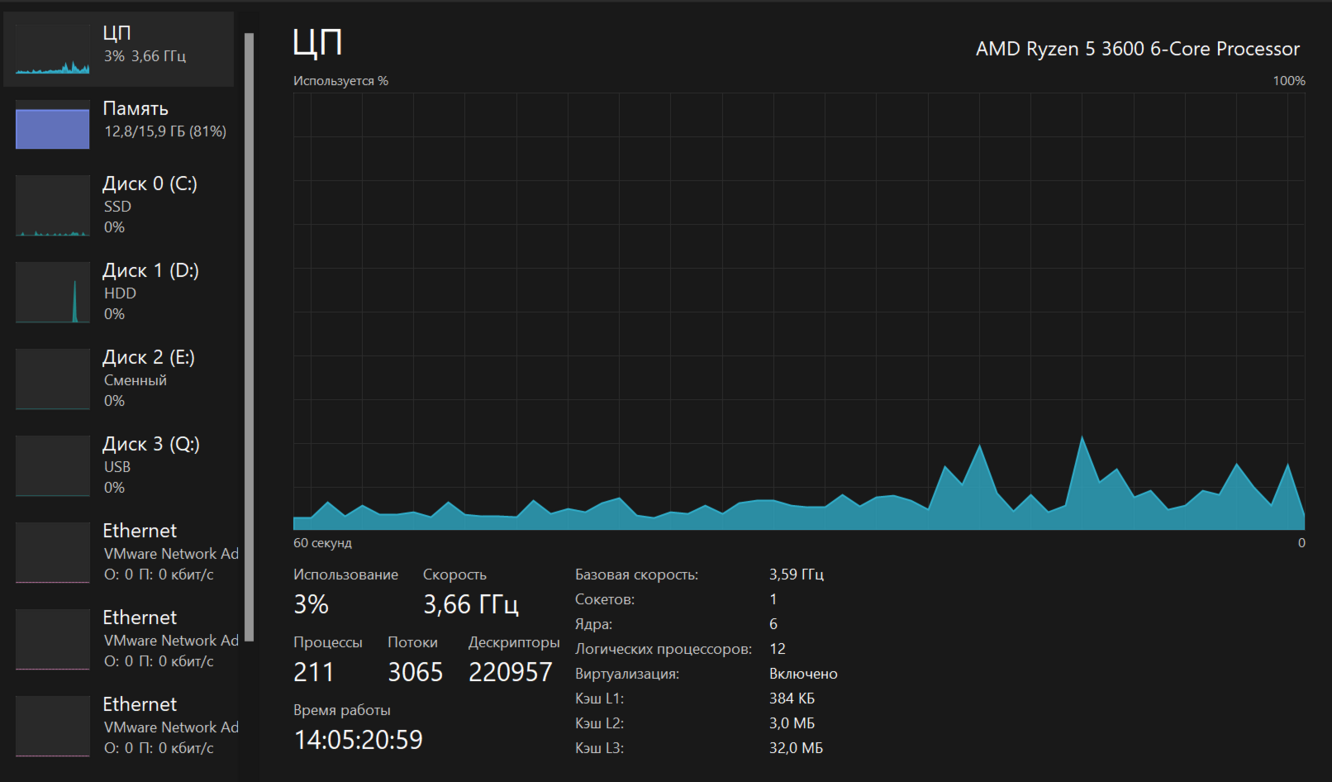 ЦП
3% 3,66 ГГц
Память
12,8/15,9 ГБ (81%)
Диск 0 (C:)
SSD
0%
Диск 1 (D:)
HDD
0%
Диск 2 (E:)
Сменный
0%
Диск 3 (Q:)
USB
0%
Ethernet
VMware Network Ad
О: 0 П: 0 кбит/с
Ethernet
VMware Network Ad
О: 0 П: 0 кбит/с
Ethernet
VMware Network Ad
О: 0 П: 0 кбит/с
ЦП
AMD Ryzen 5 3600 6-Core Processor
Используется %
100%
60 секунд
0
Использование
Скорость
3%
3,66 ГГц
Процессы
Потоки
Дескрипторы
211
3065
220957
Время работы
14:05:20:59
Базовая скорость: 3,59 ГГц
Сокетов: 1
Ядра: 6
Логических процессоров: 12
Виртуализация: Включено
Кэш L1: 384 КБ
Кэш L2: 3,0 МБ
Кэш L3: 32,0 МБ